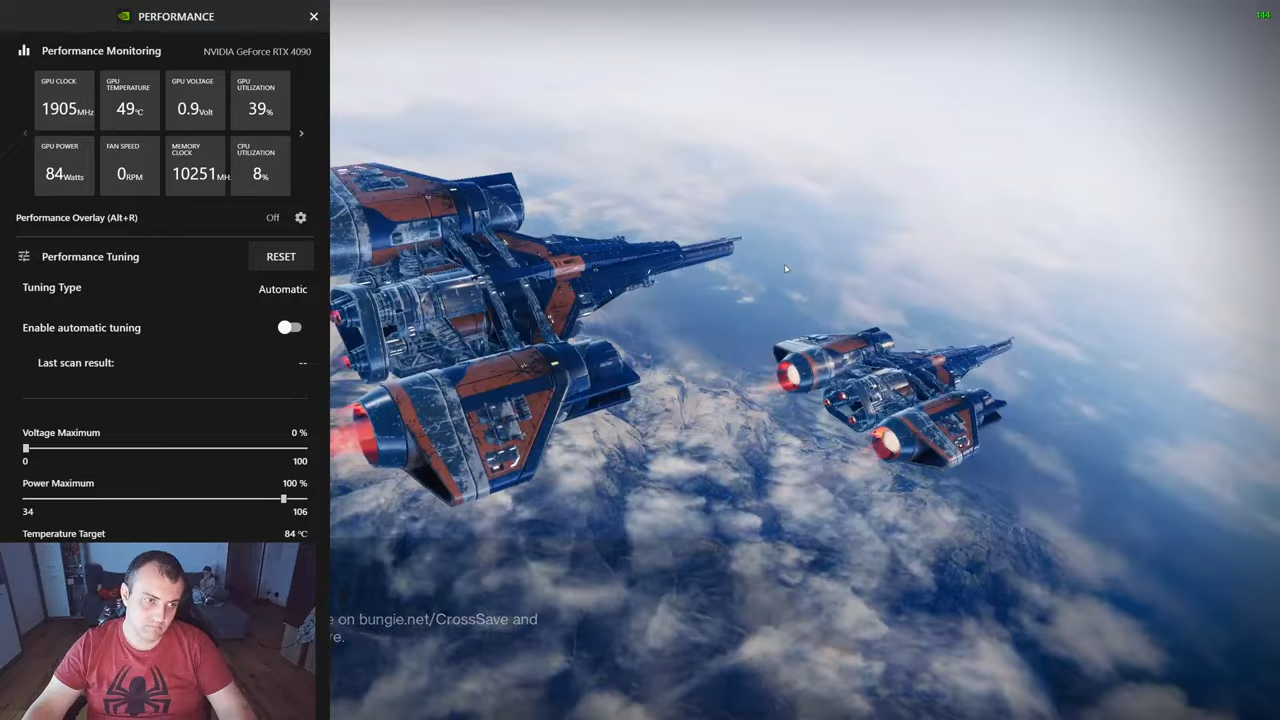 PERFORMANCE
Performance Monitoring
NVIDIA GeForce RTX 4090
GPU CLOCK
1905MHz
GPU TEMPERATURE
49°C
GPU VOLTAGE
0.9Volt
GPU UTILIZATION
39%
GPU POWER
84Watts
FAN SPEED
0RPM
MEMORY CLOCK
10251MH
CPU UTILIZATION
8%
Performance Overlay (Alt+R)
Off
Performance Tuning
RESET
Tuning Type
Automatic
Enable automatic tuning
Last scan result:
--
Voltage Maximum
0 %
0
100
Power Maximum
100 %
34
106
Temperature Target
84 °C
e on bungie.net/CrossSave and
re.
144